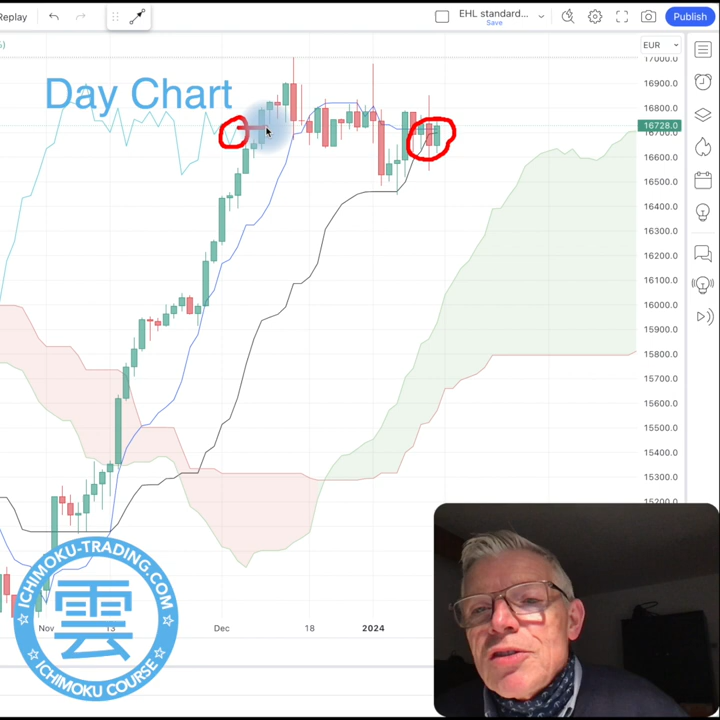 Replay
EHL standard...
Save
Publish
EUR
Day Chart
17000.0
16900.0
16800.0
16728.0
16700.0
16600.0
16500.0
16400.0
16300.0
16200.0
16100.0
16000.0
15900.0
15800.0
15700.0
15600.0
15500.0
15400.0
15300.0
15200.0
ICHIMOKU-TRADING.COM
雲
ICHIMOKU COURSE
Nov
13
Dec
18
2024